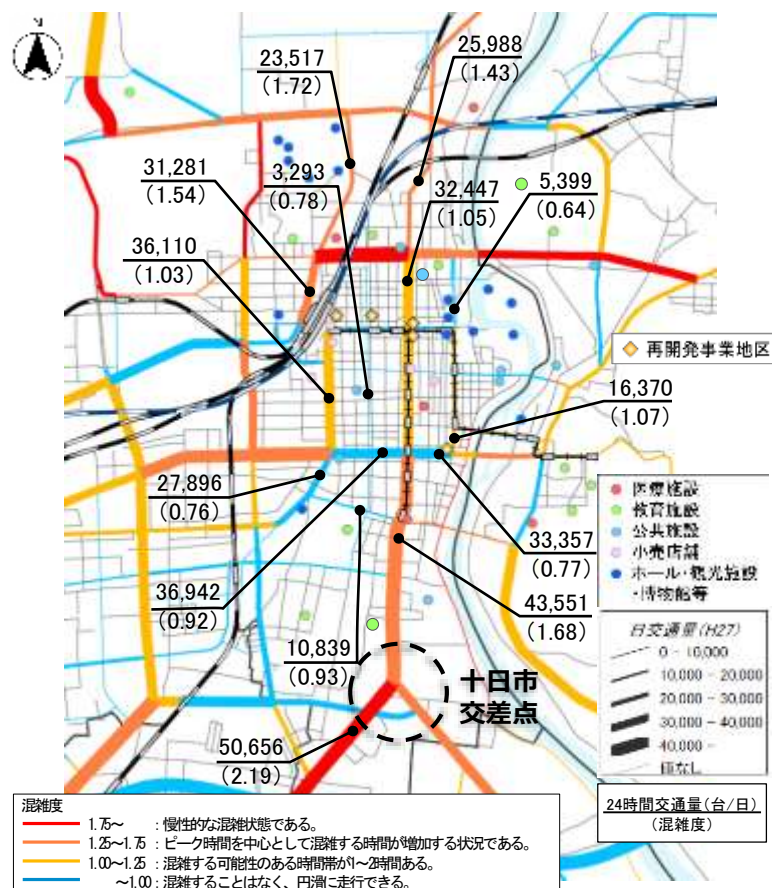 N
23,517
(1.72)
25,988
(1.43)
31,281
(1.54)
3,293
(0.78)
32,447
(1.05)
5,399
(0.64)
36,110
(1.03)
◇ 再開発事業地区
16,370
(1.07)
27,896
(0.76)
医療施設
教育施設
公共施設
小売店舗
ホール・観光施設
・博物館等
33,357
(0.77)
36,942
(0.92)
43,551
(1.68)
10,839
(0.93)
日交通量(H27)
0 - 10,000
10,000 - 20,000
20,000 - 30,000
30,000 - 40,000
40,000 -
値なし
十日市
交差点
50,656
(2.19)
24時間交通量(台/日)
(混雑度)
混雑度
1.75~ :慢性的な混雑状態である。
1.25~1.75 :ピーク時間を中心として混雑する時間が増加する状況である。
1.00~1.25 :混雑する可能性のある時間帯が1~2時間ある。
~1.00 :混雑することはなく、円滑に走行できる。